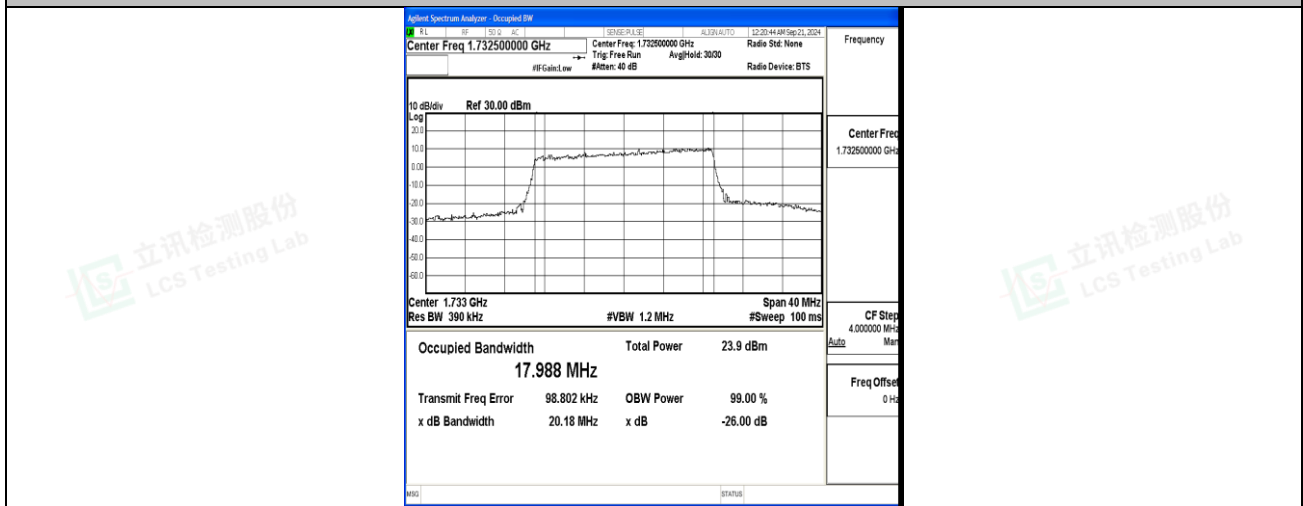 Agilent Spectrum Analyzer - Occupied BW
LXI RL RF 50 Ω AC SENSE:PULSE ALIGN AUTO 12:20:44 AM Sep 21, 2024
Center Freq 1.732500000 GHz
Center Freq: 1.732500000 GHz Radio Std: None
Trig: Free Run Avg|Hold: 30/30
#IFGain:Low #Atten: 40 dB Radio Device: BTS
10 dB/div Ref 30.00 dBm
Log
20.0
10.0
0.00
-10.0
-20.0
-30.0
-40.0
-50.0
-60.0
Center 1.733 GHz Span 40 MHz
Res BW 390 kHz #VBW 1.2 MHz #Sweep 100 ms
Occupied Bandwidth Total Power 23.9 dBm
17.988 MHz
Transmit Freq Error 98.802 kHz OBW Power 99.00 %
x dB Bandwidth 20.18 MHz x dB -26.00 dB
MSG STATUS
Frequency
Center Freq
1.732500000 GHz
CF Step
4.000000 MHz
Auto Man
Freq Offset
0 Hz
立讯检测股份
LCS Testing Lab
立讯检测股份
LCS Testing Lab